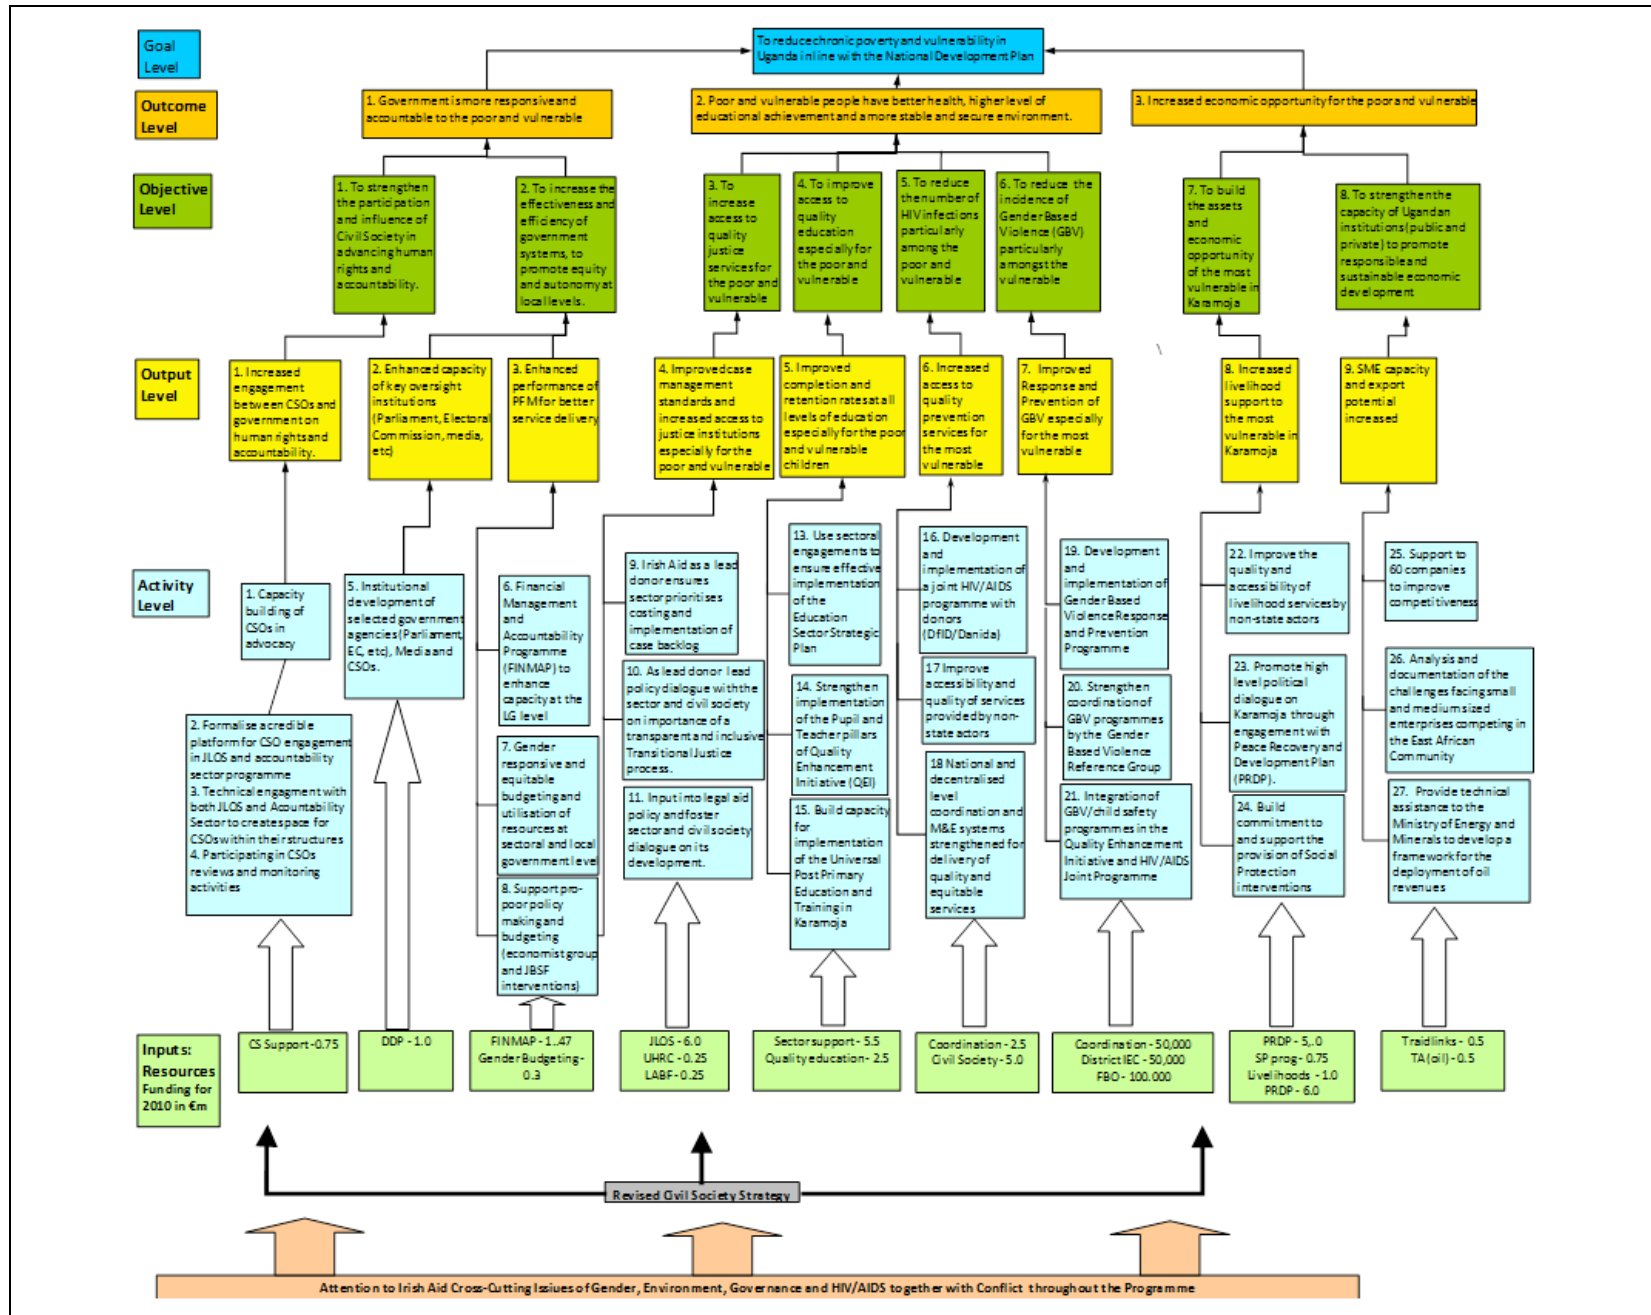 Goal
Level
To reduce chronic poverty and vulnerability in
Uganda in line with the National Development Plan
Outcome
Level
1. Government is more responsive and
accountable to the poor and vulnerable
2. Poor and vulnerable people have better health, higher level of
educational achievement and a more stable and secure environment.
3. Increased economic opportunity for the poor and vulnerable
Objective
Level
1. To strengthen
the participation
and influence of
Civil Society in
advancing human
rights and
accountability.
2. To increase the
effectiveness and
efficiency of
government
systems, to
promote equity
and autonomy at
local levels.
3. To
increase
access to
quality
justice
services for
the poor and
vulnerable
4. To improve
access to
quality
education
especially for
the poor and
vulnerable
5. To reduce
the number of
HIV infections
particularly
among the
poor and
vulnerable
6. To reduce the
incidence of
Gender Based
Violence (GBV)
particularly
amongst the
vulnerable
7. To build
the assets
and
economic
opportunity
of the most
vulnerable in
Karamoja
8. To strengthen the
capacity of Ugandan
institutions (public and
private) to promote
responsible and
sustainable economic
development
Output
Level
1. Increased
engagement
between CSOs and
government on
human rights and
accountability.
2. Enhanced capacity
of key oversight
institutions
(Parliament, Electoral
Commission, media,
etc)
3. Enhanced
performance of
PFM for better
service delivery
4. Improved case
management
standards and
increased access to
justice institutions
especially for the
poor and vulnerable
5. Improved
completion and
retention rates at all
levels of education
especially for the poor
and vulnerable
children
6. Increased
access to
quality
prevention
services for
the most
vulnerable
7. Improved
Response and
Prevention of
GBV especially
for the most
vulnerable
8. Increased
livelihood
support to
the most
vulnerable in
Karamoja
9. SME capacity
and export
potential
increased
Activity
Level
1. Capacity
building of
CSOs in
advocacy
2. Formalise a credible
platform for CSO engagement
in JLOS and accountability
sector programme
3. Technical engagment with
both JLOS and Accountability
Sector to create space for
CSOs within their structures
4. Participating in CSOs
reviews and monitoring
activities
5. Institutional
development of
selected government
agencies (Parliament,
EC, etc), Media and
CSOs.
6. Financial
Management
and
Accountability
Programme
(FINMAP) to
enhance
capacity at the
LG level
7. Gender
responsive and
equitable
budgeting and
utilisation of
resources at
sectoral and local
government level
8. Support pro-
poor policy
making and
budgeting
(economist group
and JBSF
interventions)
9. Irish Aid as a lead
donor ensures
sector prioritises
costing and
implementation of
case backlog
10. As lead donor lead
policy dialogue with the
sector and civil society
on importance of a
transparent and inclusive
Transitional Justice
process.
11. Input into legal aid
policy and foster
sector and civil society
dialogue on its
development.
13. Use sectoral
engagements to
ensure effective
implementation
of the
Education
Sector Strategic
Plan
14. Strengthen
implementation
of the Pupil and
Teacher pillars
of Quality
Enhancement
Initiative (QEI)
15. Build capacity
for
implementation
of the Universal
Post Primary
Education and
Training in
Karamoja
16. Development
and
implementation of
a joint HIV/AIDS
programme with
donors
(DfID/Danida)
17 Improve
accessibility and
quality of services
provided by non-
state actors
18 National and
decentralised
level
coordination and
M&E systems
strengthened for
delivery of
quality and
equitable
services
19. Development
and
implementation of
Gender Based
Violence Response
and Prevention
Programme
20. Strengthen
coordination of
GBV programmes
by the Gender
Based Violence
Reference Group
21. Integration of
GBV/child safety
programmes in the
Quality Enhancement
Initiative and HIV/AIDS
Joint Programme
22. Improve the
quality and
accessibility of
livelihood services by
non-state actors
23. Promote high
level political
dialogue on
Karamoja through
engagement with
Peace Recovery and
Development Plan
(PRDP).
24. Build
commitment to
and support the
provision of Social
Protection
interventions
25. Support to
60 companies
to improve
competitiveness
26. Analysis and
documentation of the
challenges facing small
and medium sized
enterprises competing in
the East African
Community
27. Provide technical
assistance to the
Ministry of Energy and
Minerals to develop a
framework for the
deployment of oil
revenues
Inputs:
Resources
Funding for
2010 in €m
CS Support -0.75
DDP - 1.0
FINMAP - 1..47
Gender Budgeting -
0.3
JLOS - 6.0
UHRC - 0.25
LABF - 0.25
Sector support - 5.5
Quality education - 2.5
Coordination - 2.5
Civil Society - 5.0
Coordination - 50,000
District IEC - 50,000
FBO - 100.000
PRDP - 5,.0
SP prog - 0.75
Livelihoods - 1.0
PRDP - 6.0
Traidlinks - 0.5
TA (oil) - 0.5
Revised Civil Society Strategy
Attention to Irish Aid Cross-Cutting Issiues of Gender, Environment, Governance and HIV/AIDS together with Conflict throughout the Programme